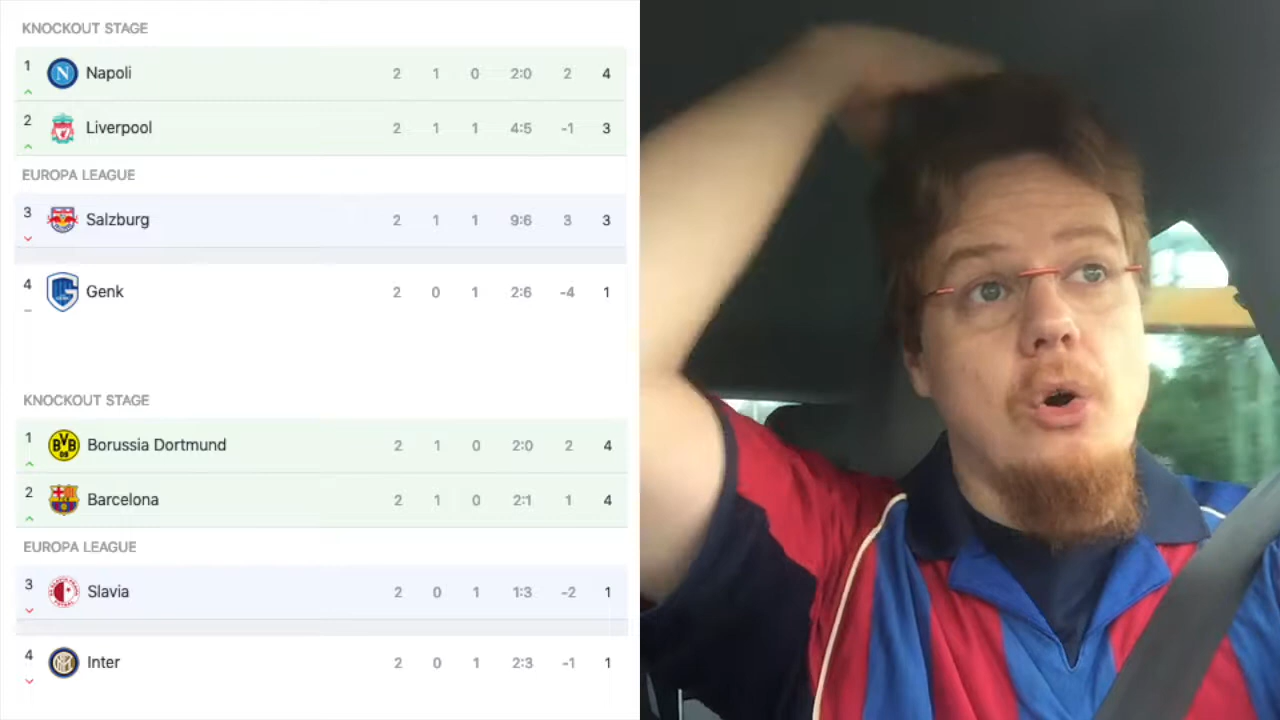 KNOCKOUT STAGE
1 Napoli 2 1 0 2:0 2 4
2 Liverpool 2 1 1 4:5 -1 3
EUROPA LEAGUE
3 Salzburg 2 1 1 9:6 3 3
4 Genk 2 0 1 2:6 -4 1
KNOCKOUT STAGE
1 Borussia Dortmund 2 1 0 2:0 2 4
2 Barcelona 2 1 0 2:1 1 4
EUROPA LEAGUE
3 Slavia 2 0 1 1:3 -2 1
4 Inter 2 0 1 2:3 -1 1